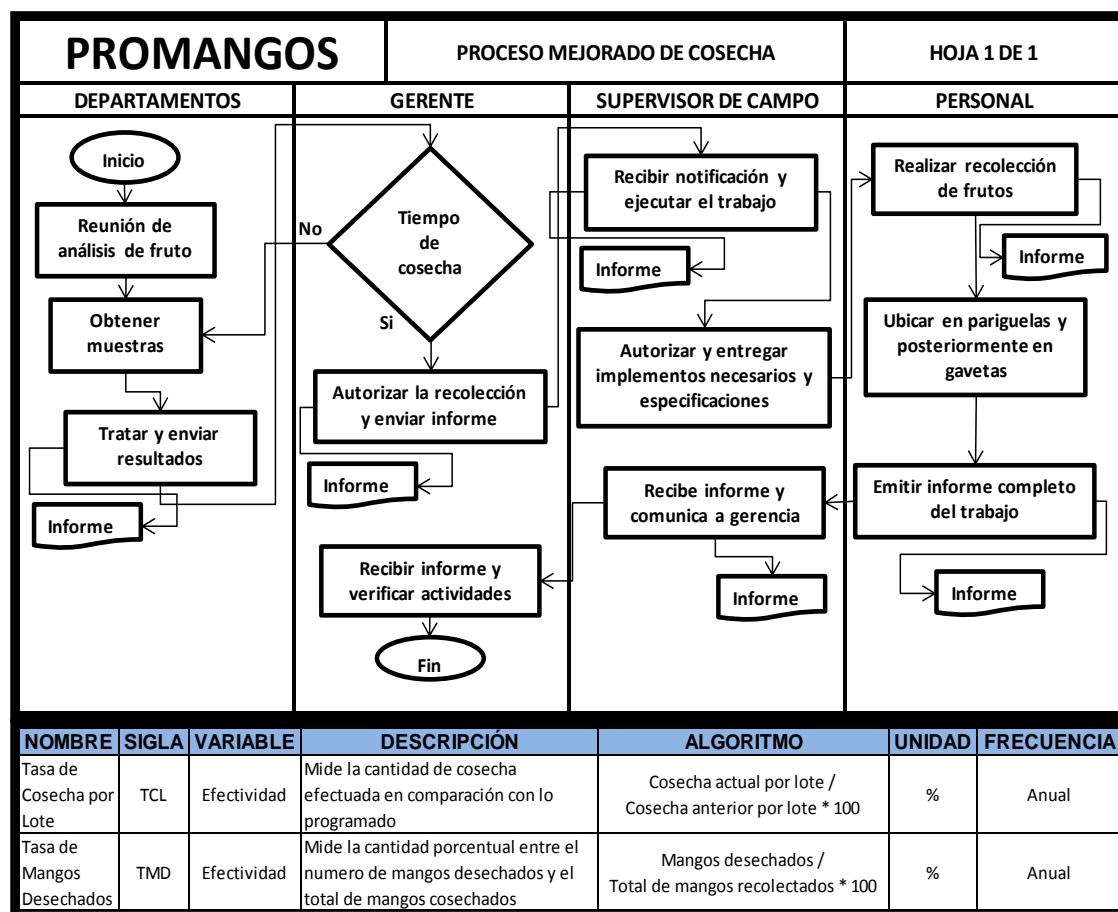 PROMANGOS
PROCESO MEJORADO DE COSECHA
HOJA 1 DE 1
DEPARTAMENTOS
GERENTE
SUPERVISOR DE CAMPO
PERSONAL
Inicio
Reunión de
análisis de fruto
Obtener
muestras
Tratar y enviar
resultados
Informe
Tiempo
de
cosecha
No
Si
Autorizar la recolección
y enviar informe
Informe
Recibir informe y
verificar actividades
Fin
Recibir notificación y
ejecutar el trabajo
Informe
Autorizar y entregar
implementos necesarios y
especificaciones
Recibe informe y
comunica a gerencia
Informe
Realizar recolección
de frutos
Informe
Ubicar en pariguelas y
posteriormente en
gavetas
Emitir informe completo
del trabajo
Informe
NOMBRE SIGLA VARIABLE DESCRIPCIÓN ALGORITMO UNIDAD FRECUENCIA
Tasa de
Cosecha por
Lote
TCL
Efectividad
Mide la cantidad de cosecha
efectuada en comparación con lo
programado
Cosecha actual por lote /
Cosecha anterior por lote * 100
%
Anual
Tasa de
Mangos
Desechados
TMD
Efectividad
Mide la cantidad porcentual entre el
numero de mangos desechados y el
total de mangos cosechados
Mangos desechados /
Total de mangos recolectados * 100
%
Anual